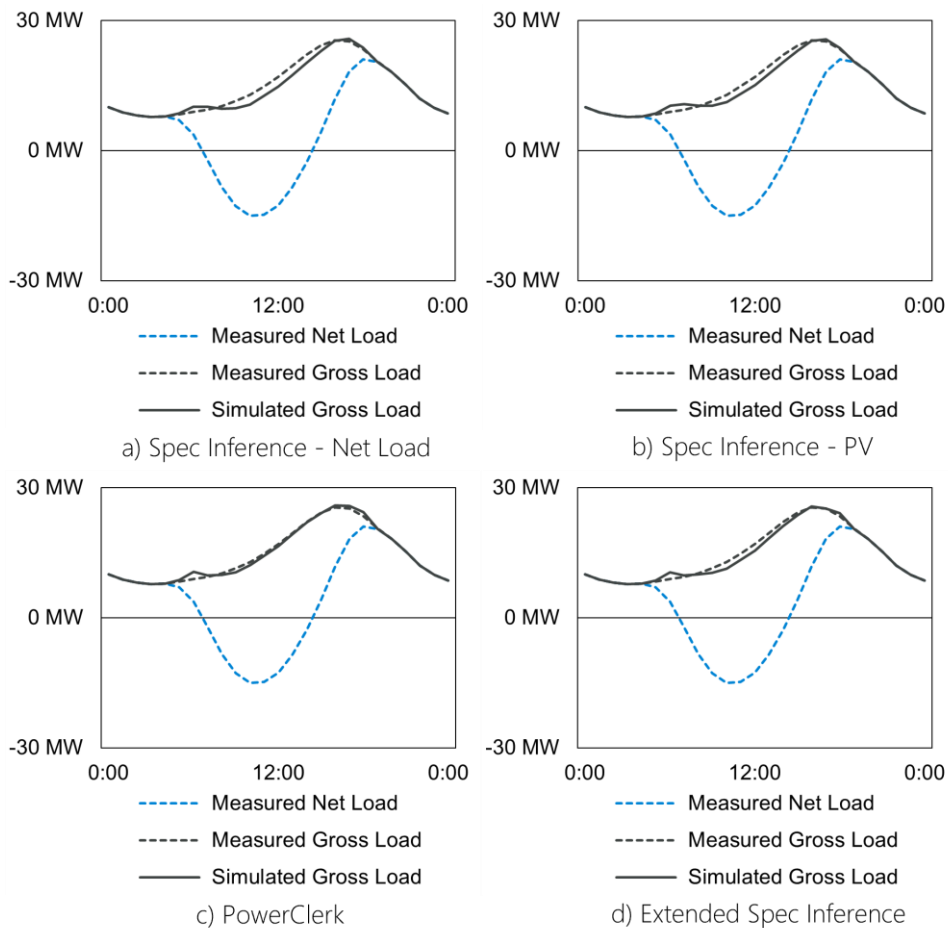 30 MW
0 MW
-30 MW
0:00 12:00 0:00
Measured Net Load
Measured Gross Load
Simulated Gross Load
a) Spec Inference - Net Load
30 MW
0 MW
-30 MW
0:00 12:00 0:00
Measured Net Load
Measured Gross Load
Simulated Gross Load
b) Spec Inference - PV
30 MW
0 MW
-30 MW
0:00 12:00 0:00
Measured Net Load
Measured Gross Load
Simulated Gross Load
c) PowerClerk
30 MW
0 MW
-30 MW
0:00 12:00 0:00
Measured Net Load
Measured Gross Load
Simulated Gross Load
d) Extended Spec Inference